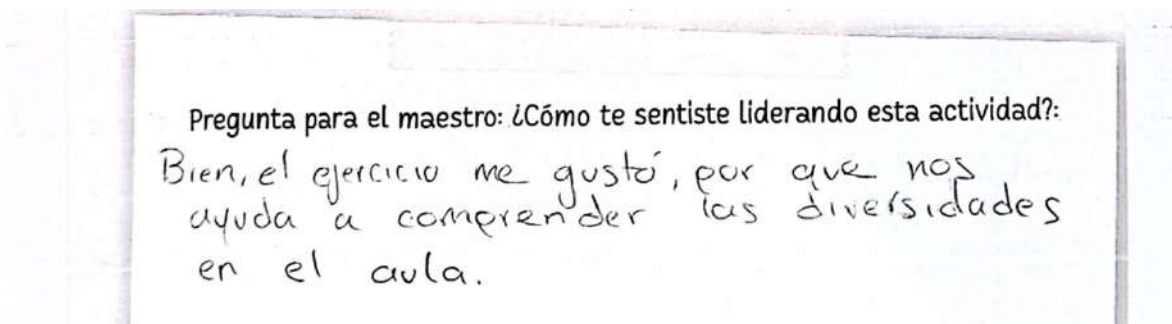 Pregunta para el maestro: ¿Cómo te sentiste liderando esta actividad?:
Bien, el ejercicio me gustó, por que nos
ayuda a comprender las diversidades
en el aula.